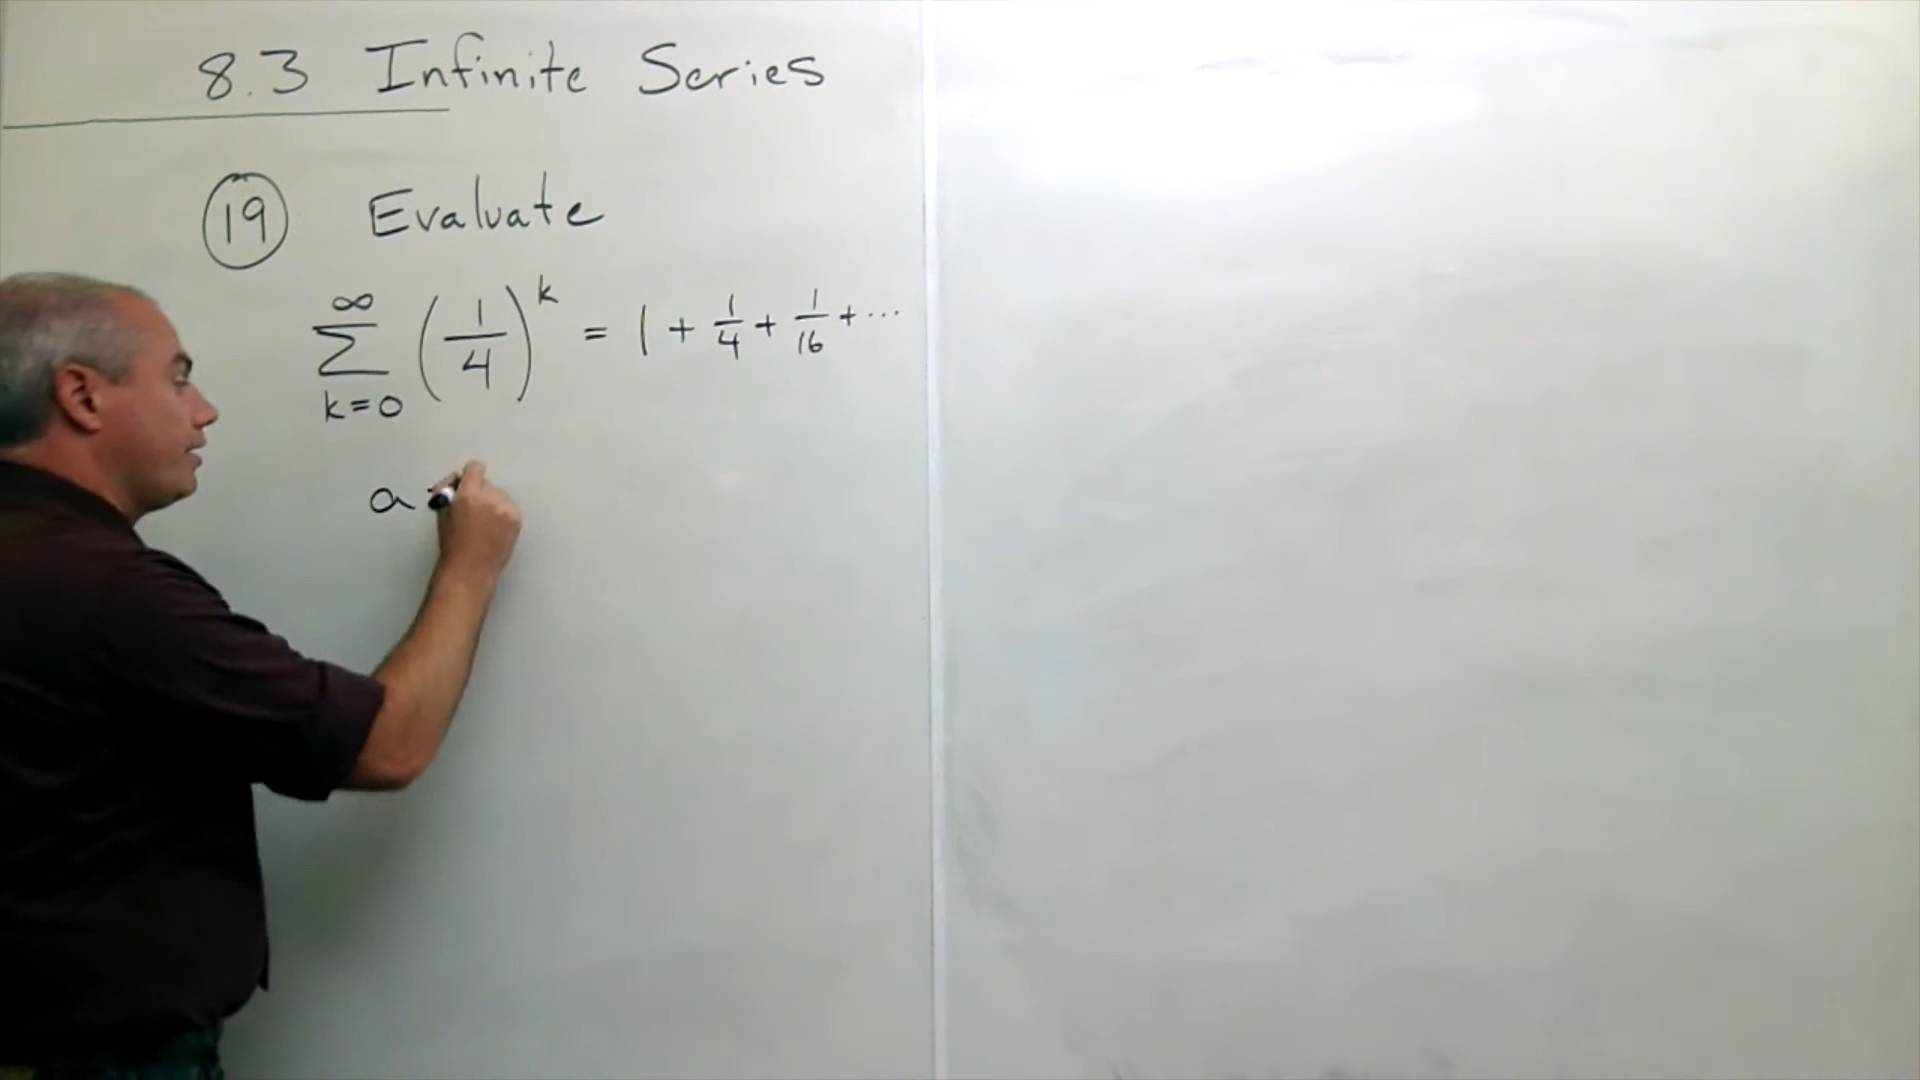 8.3 Infinite Series
19 Evaluate
∞
∑ (1/4)^k = 1 + 1/4 + 1/16 + ...
k=0
a